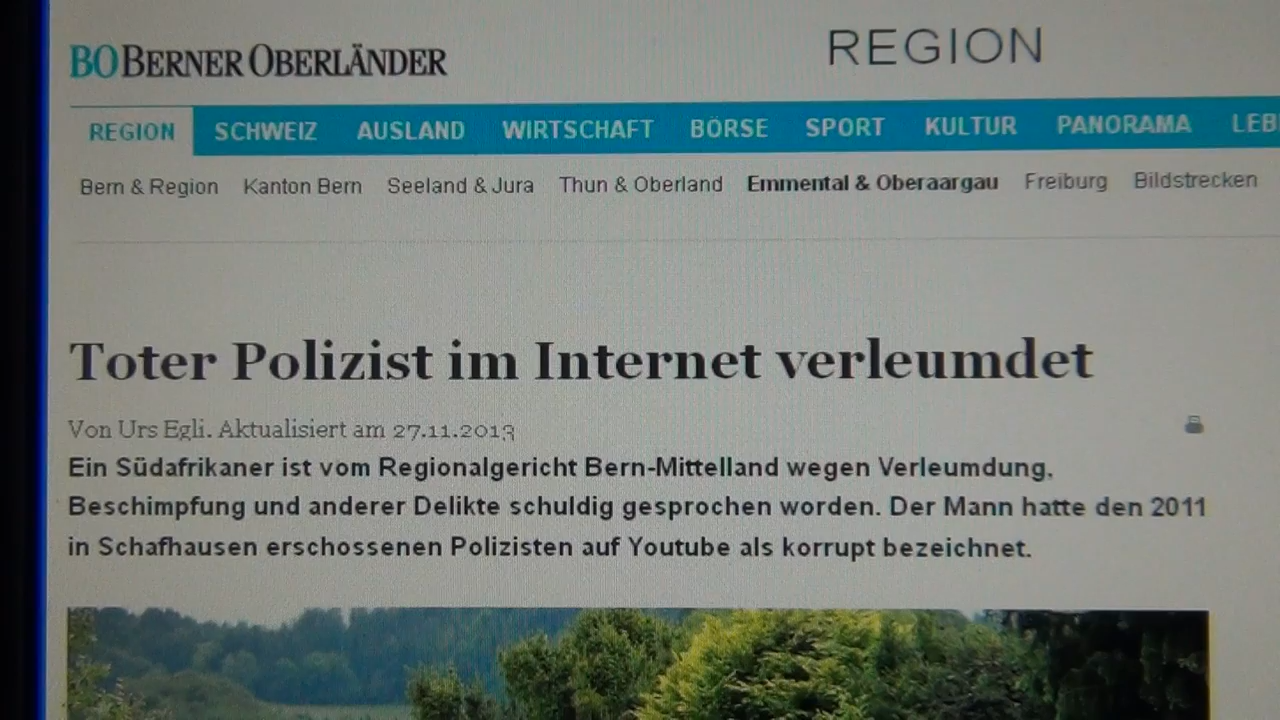 BO BERNER OBERLÄNDER
REGION
REGION SCHWEIZ AUSLAND WIRTSCHAFT BÖRSE SPORT KULTUR PANORAMA LEB
Bern & Region Kanton Bern Seeland & Jura Thun & Oberland Emmental & Oberaargau Freiburg Bildstrecken
Toter Polizist im Internet verleumdet
Von Urs Egli. Aktualisiert am 27.11.2013
Ein Südafrikaner ist vom Regionalgericht Bern-Mittelland wegen Verleumdung,
Beschimpfung und anderer Delikte schuldig gesprochen worden. Der Mann hatte den 2011
in Schafhausen erschossenen Polizisten auf Youtube als korrupt bezeichnet.